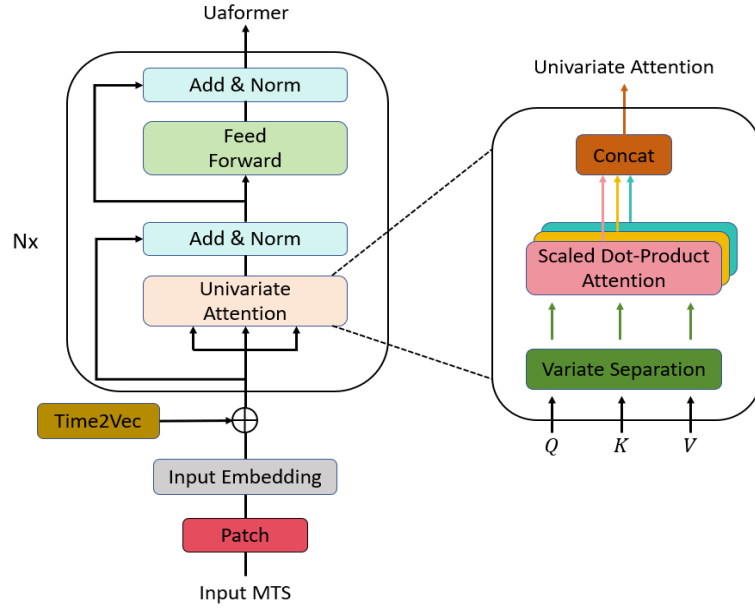 Uaformer
Add & Norm
Feed
Forward
Nx
Add & Norm
Univariate
Attention
Time2Vec
Input Embedding
Patch
Input MTS
Univariate Attention
Concat
Scaled Dot-Product
Attention
Variate Separation
Q K V